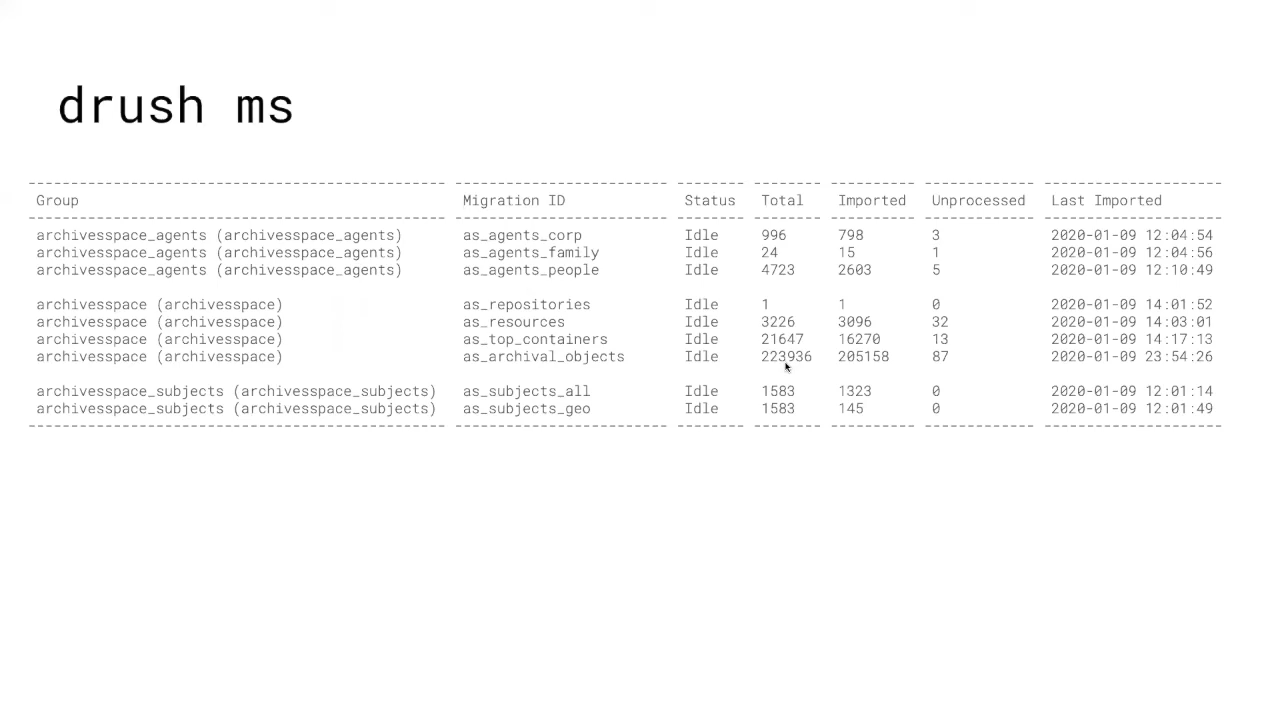 drush ms
Group Migration ID Status Total Imported Unprocessed Last Imported
archivesspace_agents (archivesspace_agents) as_agents_corp Idle 996 798 3 2020-01-09 12:04:54
archivesspace_agents (archivesspace_agents) as_agents_family Idle 24 15 1 2020-01-09 12:04:56
archivesspace_agents (archivesspace_agents) as_agents_people Idle 4723 2603 5 2020-01-09 12:10:49
archivesspace (archivesspace) as_repositories Idle 1 1 0 2020-01-09 14:01:52
archivesspace (archivesspace) as_resources Idle 3226 3096 32 2020-01-09 14:03:01
archivesspace (archivesspace) as_top_containers Idle 21647 16270 13 2020-01-09 14:17:13
archivesspace (archivesspace) as_archival_objects Idle 223936 205158 87 2020-01-09 23:54:26
archivesspace_subjects (archivesspace_subjects) as_subjects_all Idle 1583 1323 0 2020-01-09 12:01:14
archivesspace_subjects (archivesspace_subjects) as_subjects_geo Idle 1583 145 0 2020-01-09 12:01:49